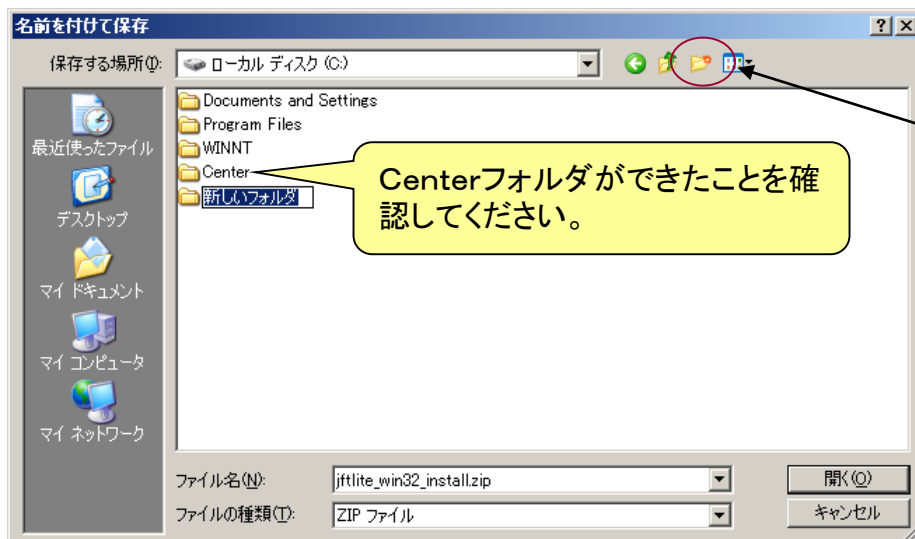 名前を付けて保存
保存する場所(I):
ローカル ディスク (C:)
最近使ったファイル
デスクトップ
マイ ドキュメント
マイ コンピュータ
マイ ネットワーク
Documents and Settings
Program Files
WINNT
Center
新しいフォルダ
Centerフォルダができたことを確
認してください。
ファイル名(N):
jftlite_win32_install.zip
開く(O)
ファイルの種類(T):
ZIP ファイル
キャンセル